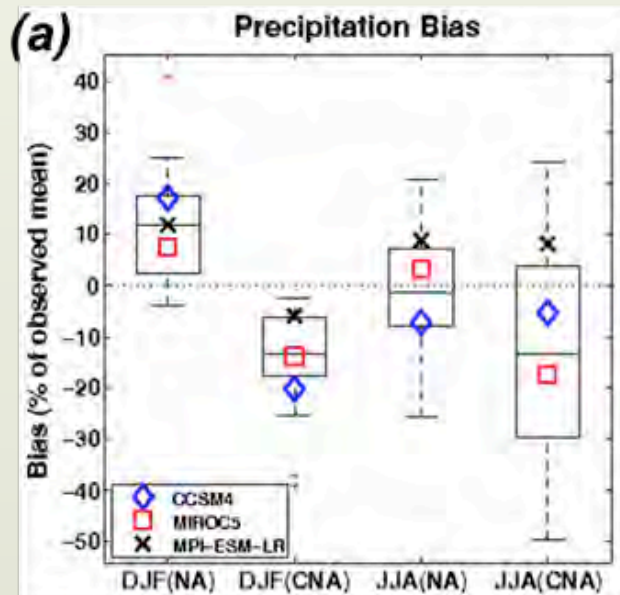 (a)
Precipitation Bias
Bias (% of observed mean)
40
30
20
10
0
−10
−20
−30
−40
−50
CCSM4
MIROC5
MPI−ESM−LR
DJF(NA) DJF(CNA) JJA(NA) JJA(CNA)